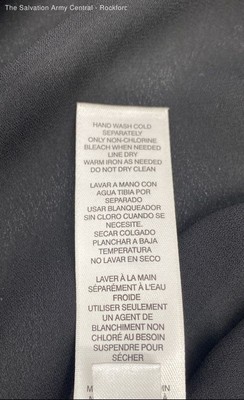 The Salvation Army Central - Rockfort
HAND WASH COLD
SEPARATELY
ONLY NON-CHLORINE
BLEACH WHEN NEEDED
LINE DRY
WARM IRON AS NEEDED
DO NOT DRY CLEAN
LAVAR A MANO CON
AGUA TIBIA POR
SEPARADO
USAR BLANQUEADOR
SIN CLORO CUANDO SE
NECESITE.
SECAR COLGADO
PLANCHAR A BAJA
TEMPERATURA
NO LAVAR EN SECO
LAVER À LA MAIN
SÉPARÉMENT À L'EAU
FROIDE
UTILISER SEULEMENT
UN AGENT DE
BLANCHIMENT NON
CHLORÉ AU BESOIN
SUSPENDRE POUR
SÉCHER